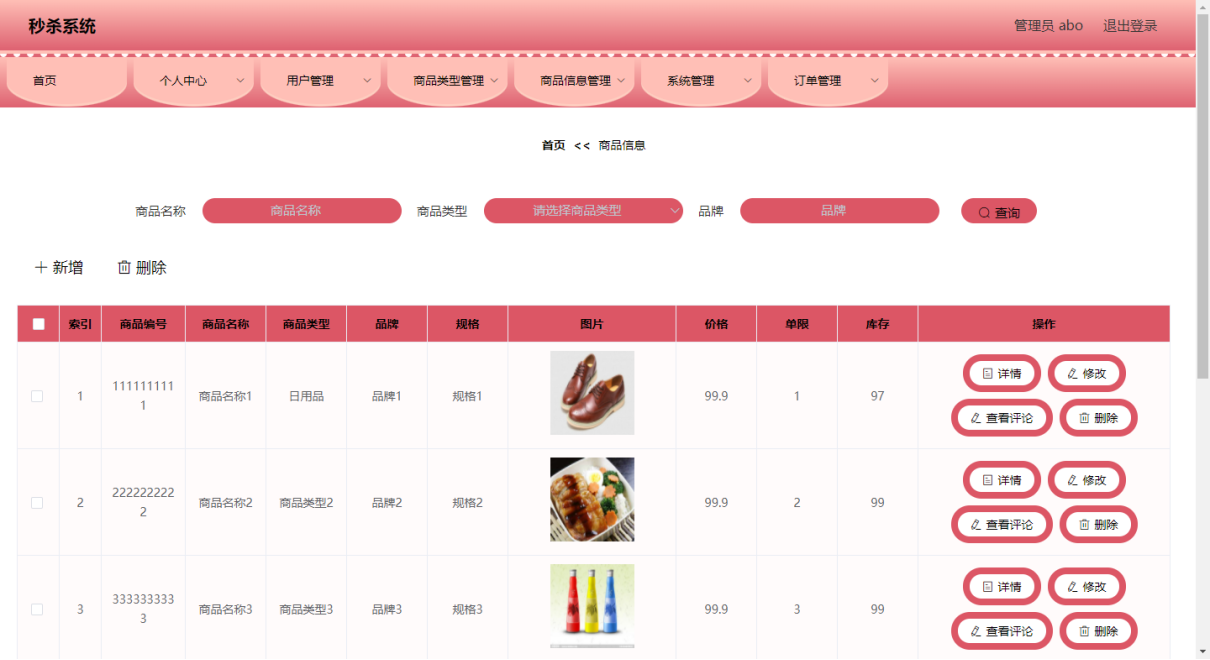 秒杀系统 管理员 abo 退出登录
首页 个人中心 用户管理 商品类型管理 商品信息管理 系统管理 订单管理
首页 << 商品信息
商品名称 商品名称 商品类型 请选择商品类型 品牌 品牌 查询
新增 删除
索引 商品编号 商品名称 商品类型 品牌 规格 图片 价格 单限 库存 操作
1 1111111111 商品名称1 日用品 品牌1 规格1 99.9 1 97 详情 修改
查看评论 删除
2 2222222222 商品名称2 商品类型2 品牌2 规格2 99.9 2 99 详情 修改
查看评论 删除
3 3333333333 商品名称3 商品类型3 品牌3 规格3 99.9 3 99 详情 修改
查看评论 删除